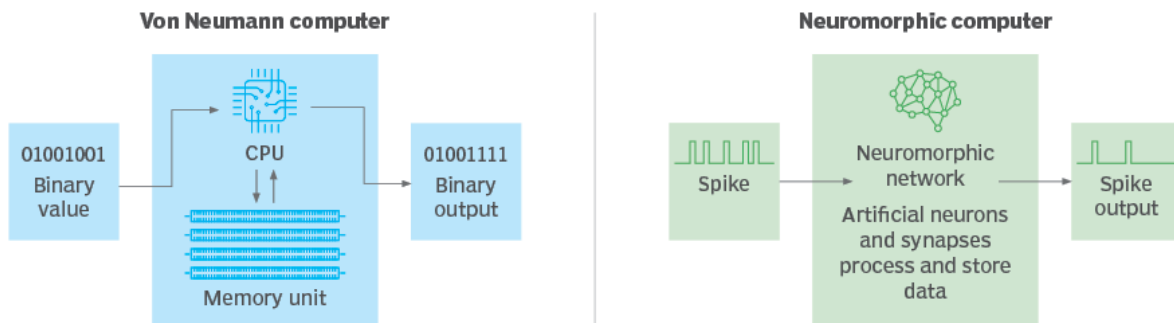 Von Neumann computer
01001001
Binary
value
CPU
Memory unit
01001111
Binary
output
Neuromorphic computer
Spike
Neuromorphic
network
Artificial neurons
and synapses
process and store
data
Spike
output